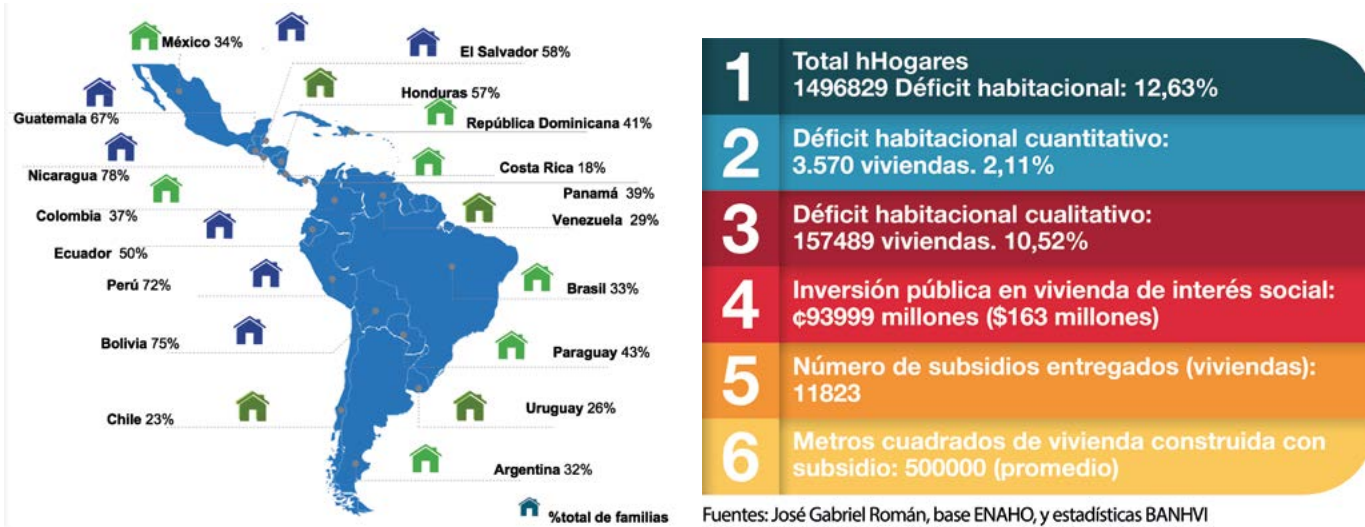 México 34%
El Salvador 58%
Honduras 57%
Guatemala 67%
República Dominicana 41%
Nicaragua 78%
Costa Rica 18%
Panamá 39%
Colombia 37%
Venezuela 29%
Ecuador 50%
Perú 72%
Brasil 33%
Bolivia 75%
Paraguay 43%
Chile 23%
Uruguay 26%
Argentina 32%
%total de familias
1
Total hHogares
1496829 Déficit habitacional: 12,63%
2
Déficit habitacional cuantitativo:
3.570 viviendas. 2,11%
3
Déficit habitacional cualitativo:
157489 viviendas. 10,52%
4
Inversión pública en vivienda de interés social:
¢93999 millones ($163 millones)
5
Número de subsidios entregados (viviendas):
11823
6
Metros cuadrados de vivienda construida con
subsidio: 500000 (promedio)
Fuentes: José Gabriel Román, base ENAHO, y estadísticas BANHVI